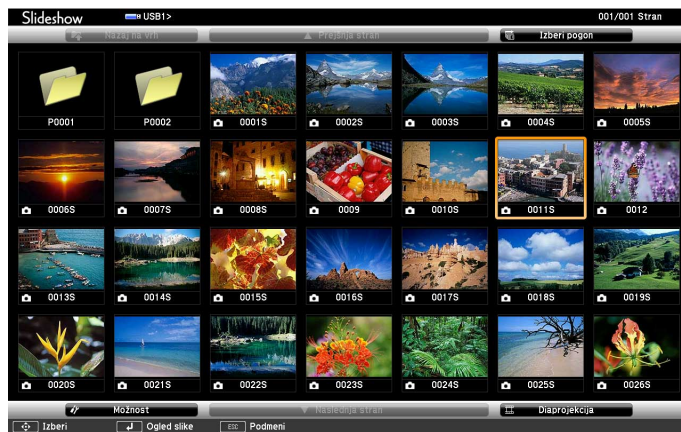 Slideshow USB1> 001/001 Stran
Nazaj na vrh Prejšnja stran Izberi pogon
P0001 P0002 0001S 0002S 0003S 0004S 0005S
0006S 0007S 0008S 0009 0010S 0011S 0012
0013S 0014S 0015S 0016S 0017S 0018S 0019S
0020S 0021S 0022S 0023S 0024S 0025S 0026S
Možnost Naslednja stran Diaprojekcija
Izberi Ogled slike ESC Podmeni